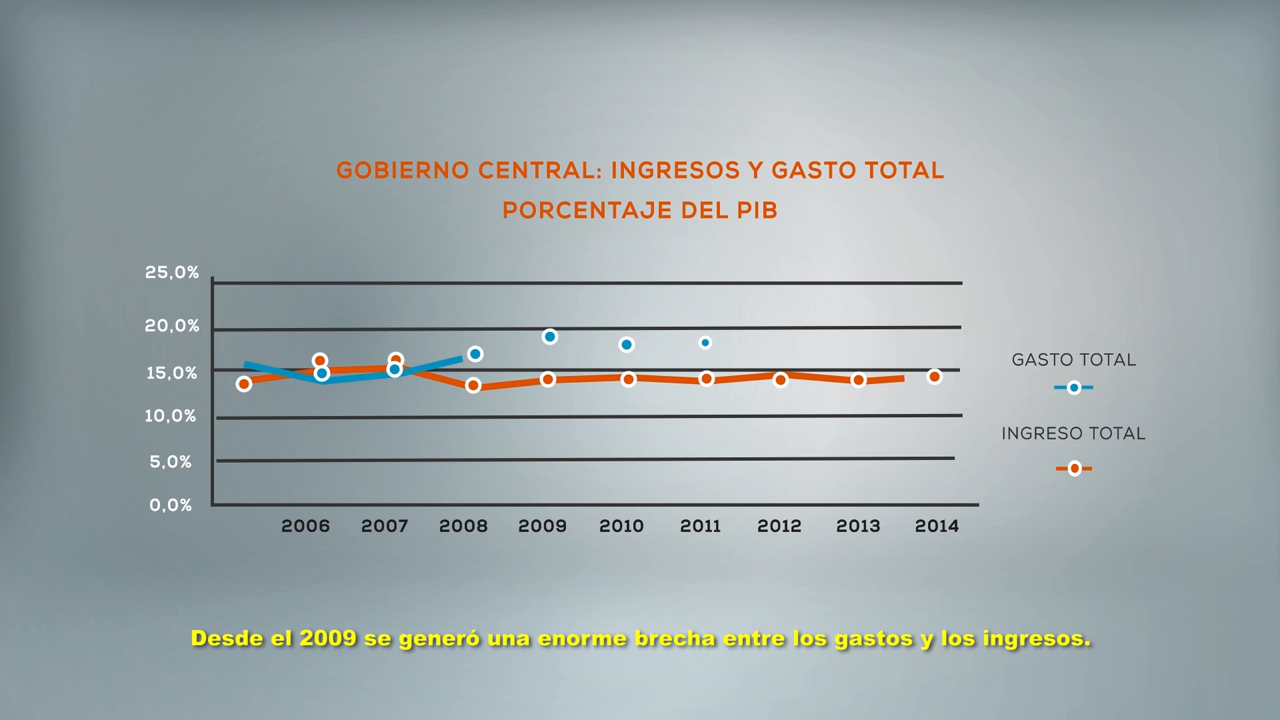 GOBIERNO CENTRAL: INGRESOS Y GASTO TOTAL
PORCENTAJE DEL PIB
25,0%
20,0%
15,0%
10,0%
5,0%
0,0%
2006 2007 2008 2009 2010 2011 2012 2013 2014
GASTO TOTAL
INGRESO TOTAL
Desde el 2009 se generó una enorme brecha entre los gastos y los ingresos.